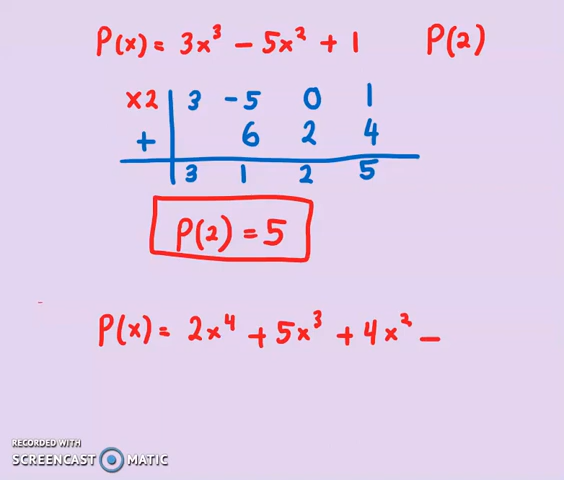 P(x) = 3x³ − 5x² + 1 P(2)
x2 3 −5 0 1
+ 6 2 4
3 1 2 5
P(2) = 5
P(x) = 2x⁴ + 5x³ + 4x² −
RECORDED WITH
SCREENCAST MATIC